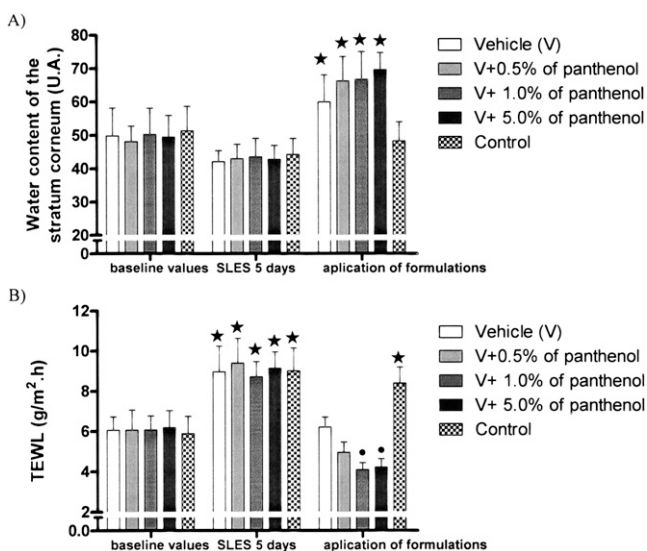 A)
Water content of the
stratum corneum (U.A.)
80
70
60
50
40
30
20
0
baseline values
SLES 5 days
aplication of formulations
Vehicle (V)
V+0.5% of panthenol
V+ 1.0% of panthenol
V+ 5.0% of panthenol
Control
B)
TEWL (g/m².h)
12
10
8
6
4
2
0.0
baseline values
SLES 5 days
aplication of formulations
Vehicle (V)
V+0.5% of panthenol
V+ 1.0% of panthenol
V+ 5.0% of panthenol
Control